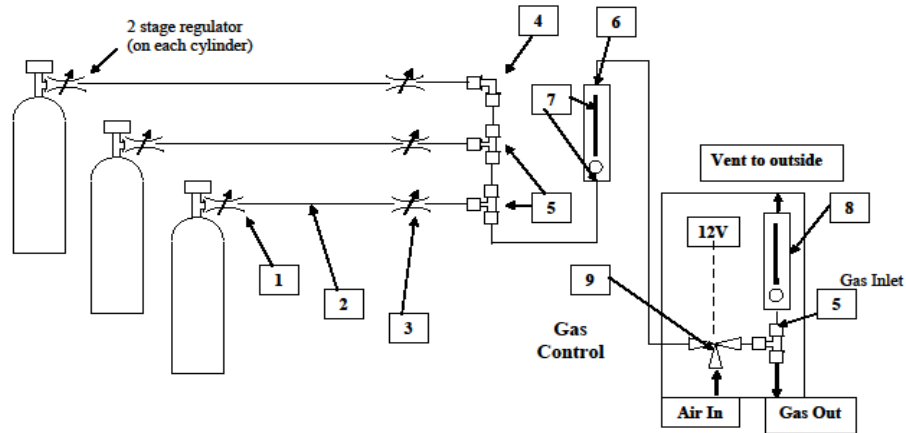 2 stage regulator
(on each cylinder)
4
6
7
Vent to outside
5
12V
8
1
2
9
Gas Inlet
3
Gas
Control
5
Air In
Gas Out